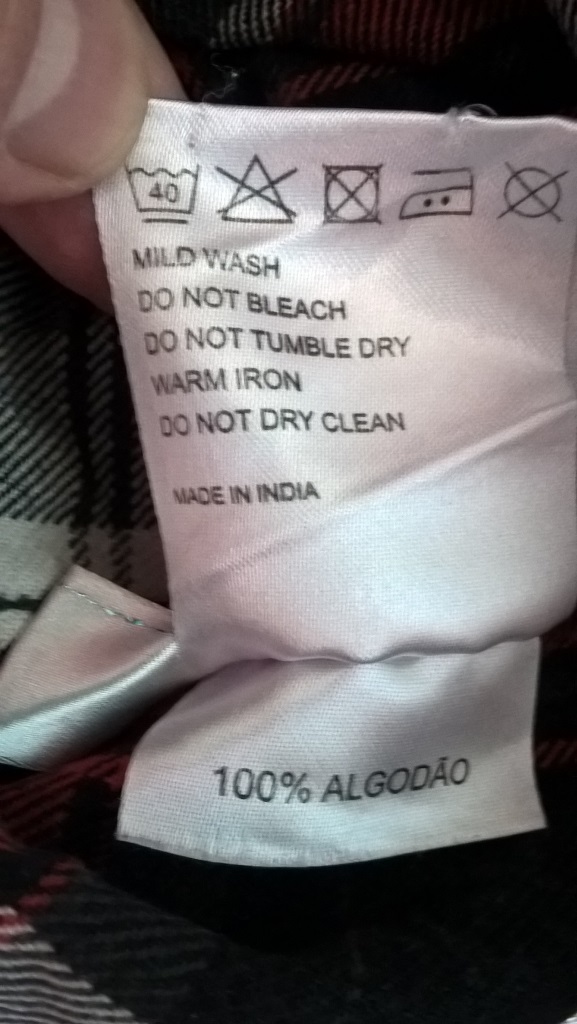 40
MILD WASH
DO NOT BLEACH
DO NOT TUMBLE DRY
WARM IRON
DO NOT DRY CLEAN
MADE IN INDIA
100% ALGODÃO